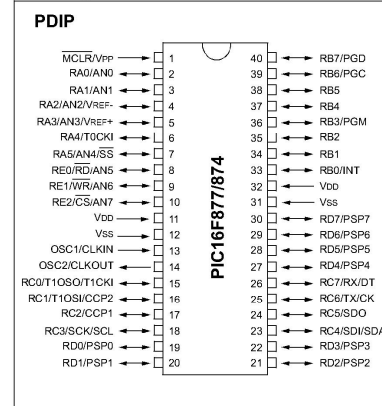 PDIP
MCLR/VPP 1
RA0/AN0 2
RA1/AN1 3
RA2/AN2/VREF- 4
RA3/AN3/VREF+ 5
RA4/T0CKI 6
RA5/AN4/SS 7
RE0/RD/AN5 8
RE1/WR/AN6 9
RE2/CS/AN7 10
VDD 11
VSS 12
OSC1/CLKIN 13
OSC2/CLKOUT 14
RC0/T1OSO/T1CKI 15
RC1/T1OSI/CCP2 16
RC2/CCP1 17
RC3/SCK/SCL 18
RD0/PSP0 19
RD1/PSP1 20
PIC16F877/874
40 RB7/PGD
39 RB6/PGC
38 RB5
37 RB4
36 RB3/PGM
35 RB2
34 RB1
33 RB0/INT
32 VDD
31 VSS
30 RD7/PSP7
29 RD6/PSP6
28 RD5/PSP5
27 RD4/PSP4
26 RC7/RX/DT
25 RC6/TX/CK
24 RC5/SDO
23 RC4/SDI/SDA
22 RD3/PSP3
21 RD2/PSP2